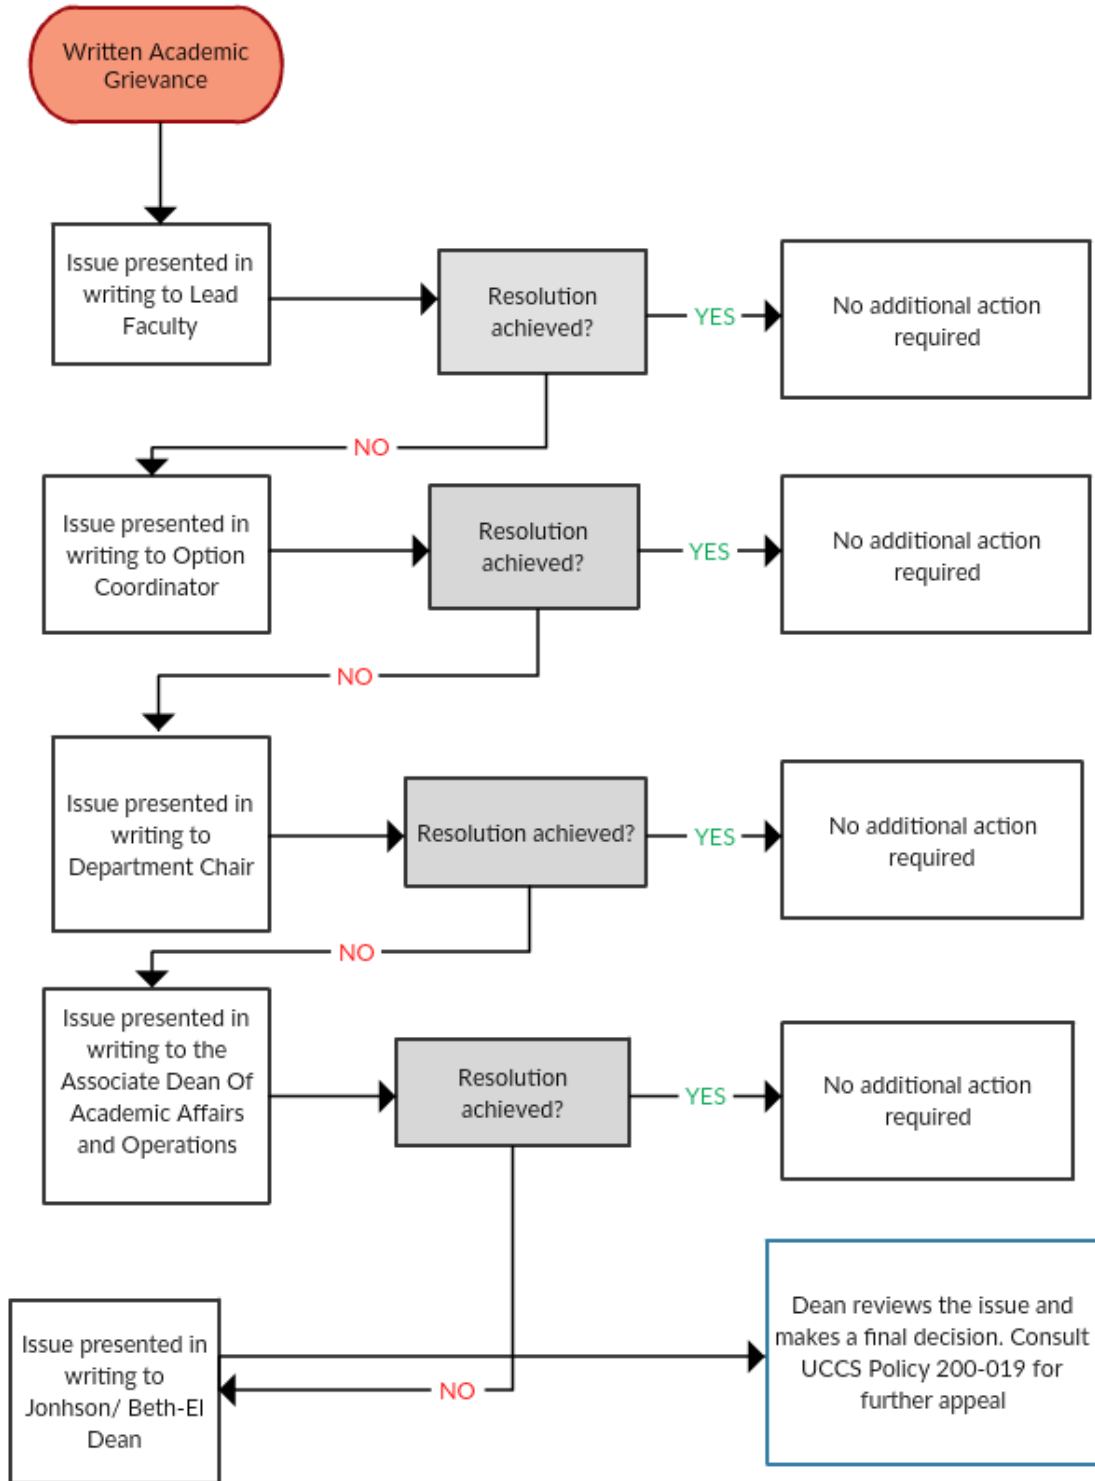 Written Academic
Grievance
Issue presented in
writing to Lead
Faculty
Resolution
achieved?
YES
No additional action
required
NO
Issue presented in
writing to Option
Coordinator
Resolution
achieved?
YES
No additional action
required
NO
Issue presented in
writing to
Department Chair
Resolution achieved?
YES
No additional action
required
NO
Issue presented in
writing to the
Associate Dean Of
Academic Affairs
and Operations
Resolution
achieved?
YES
No additional action
required
NO
Issue presented in
writing to
Jonhson/ Beth-El
Dean
Dean reviews the issue and
makes a final decision. Consult
UCCS Policy 200-019 for
further appeal